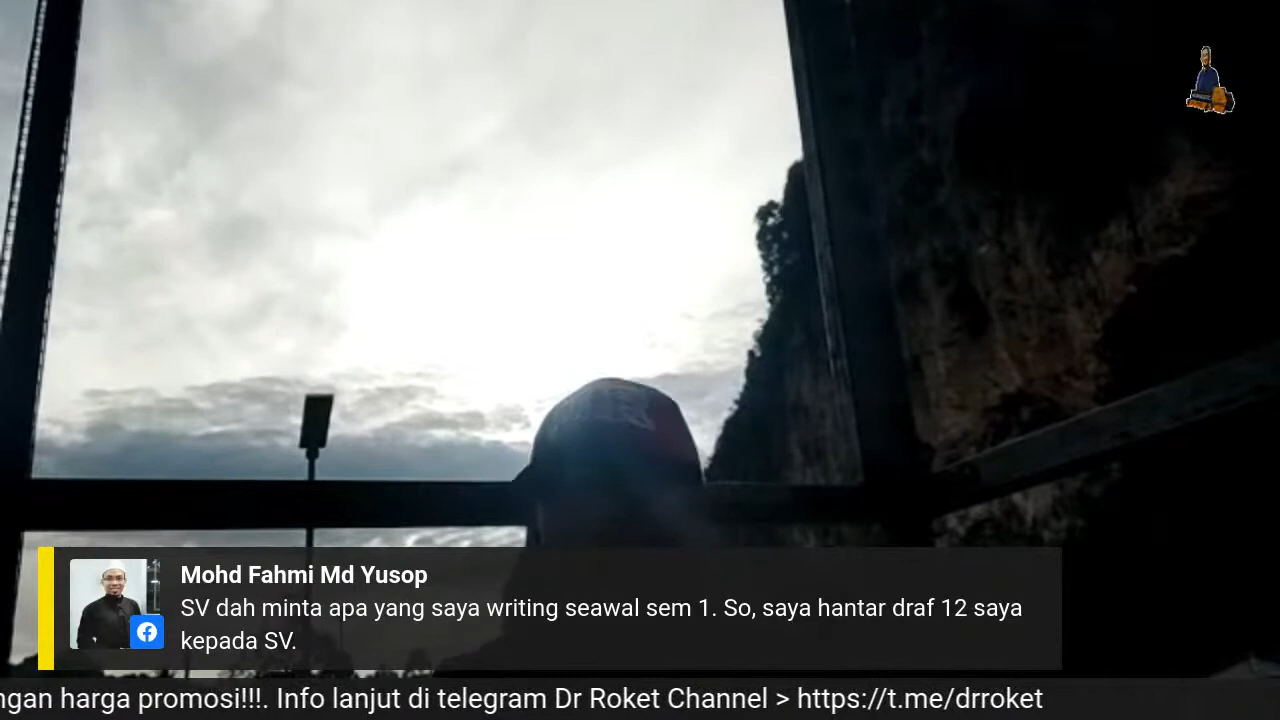 Mohd Fahmi Md Yusop
SV dah minta apa yang saya writing seawal sem 1. So, saya hantar draf 12 saya
kepada SV.
ngan harga promosi!!!. Info lanjut di telegram Dr Roket Channel > https://t.me/drroket